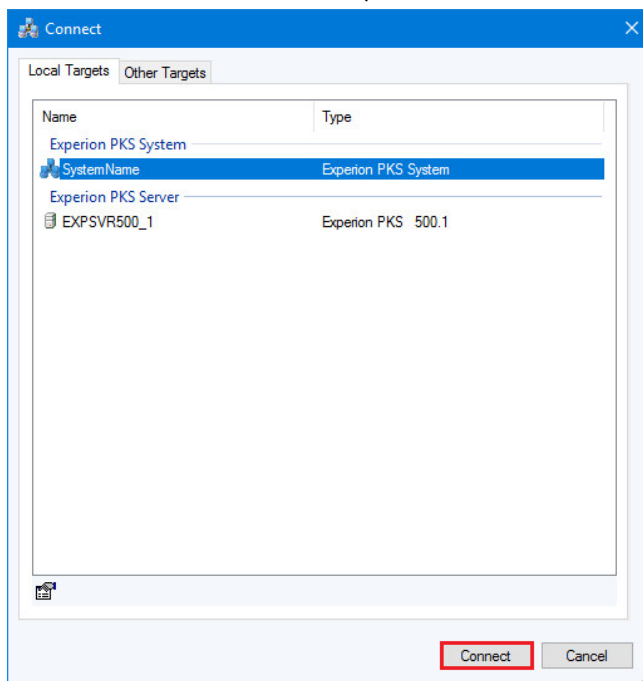 Connect
Local Targets Other Targets
Name Type
Experion PKS System
SystemName Experion PKS System
Experion PKS Server
EXPSVR500_1 Experion PKS 500.1
Connect Cancel